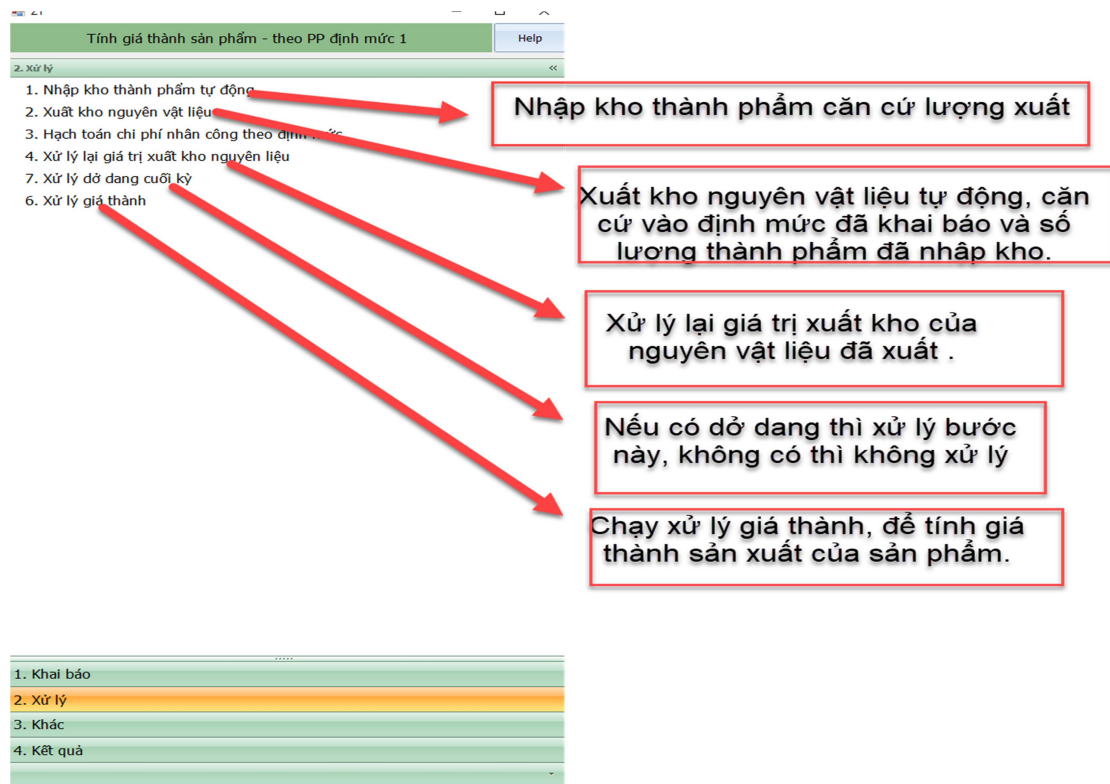 Tính giá thành sản phẩm - theo PP định mức 1
Help
2. Xử lý
1. Nhập kho thành phẩm tự động
2. Xuất kho nguyên vật liệu
3. Hạch toán chi phí nhân công theo định mức
4. Xử lý lại giá trị xuất kho nguyên liệu
7. Xử lý dở dang cuối kỳ
6. Xử lý giá thành
Nhập kho thành phẩm căn cứ lượng xuất
Xuất kho nguyên vật liệu tự động, căn
cứ vào định mức đã khai báo và số
lượng thành phẩm đã nhập kho.
Xử lý lại giá trị xuất kho của
nguyên vật liệu đã xuất .
Nếu có dở dang thì xử lý bước
này, không có thì không xử lý
Chạy xử lý giá thành, để tính giá
thành sản xuất của sản phẩm.
1. Khai báo
2. Xử lý
3. Khác
4. Kết quả